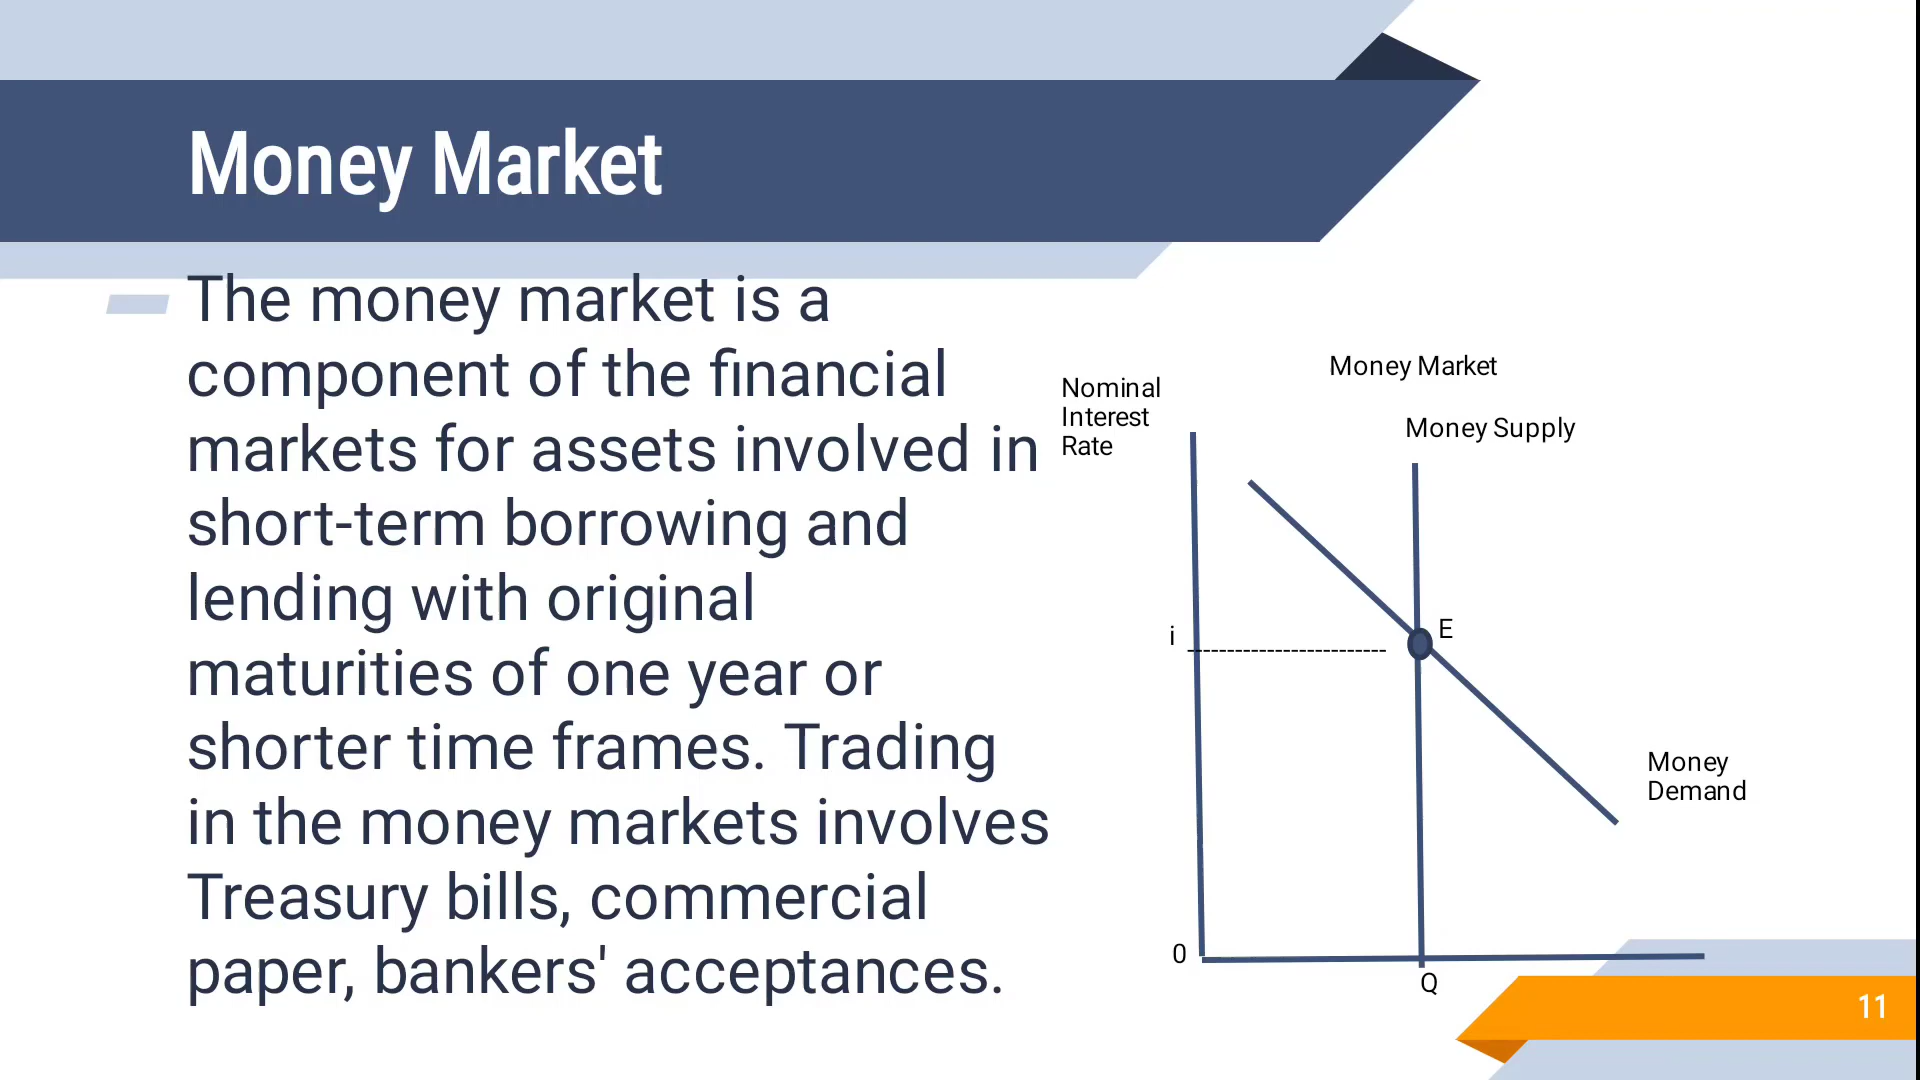 Money Market
The money market is a
component of the financial
markets for assets involved in
short-term borrowing and
lending with original
maturities of one year or
shorter time frames. Trading
in the money markets involves
Treasury bills, commercial
paper, bankers' acceptances.
Money Market
Nominal
Interest
Rate
Money Supply
i
E
Money
Demand
0
Q
11